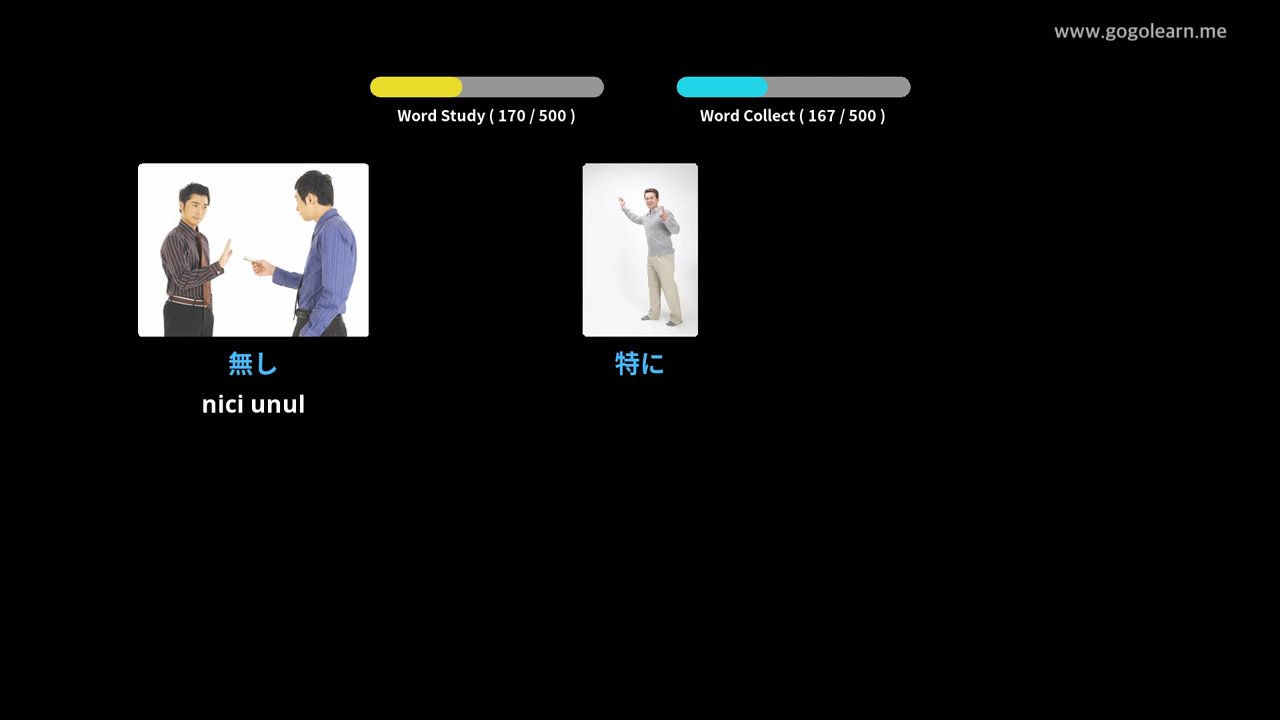 www.gogolearn.me
Word Study ( 170 / 500 )
Word Collect ( 167 / 500 )
無し
nici unul
特に